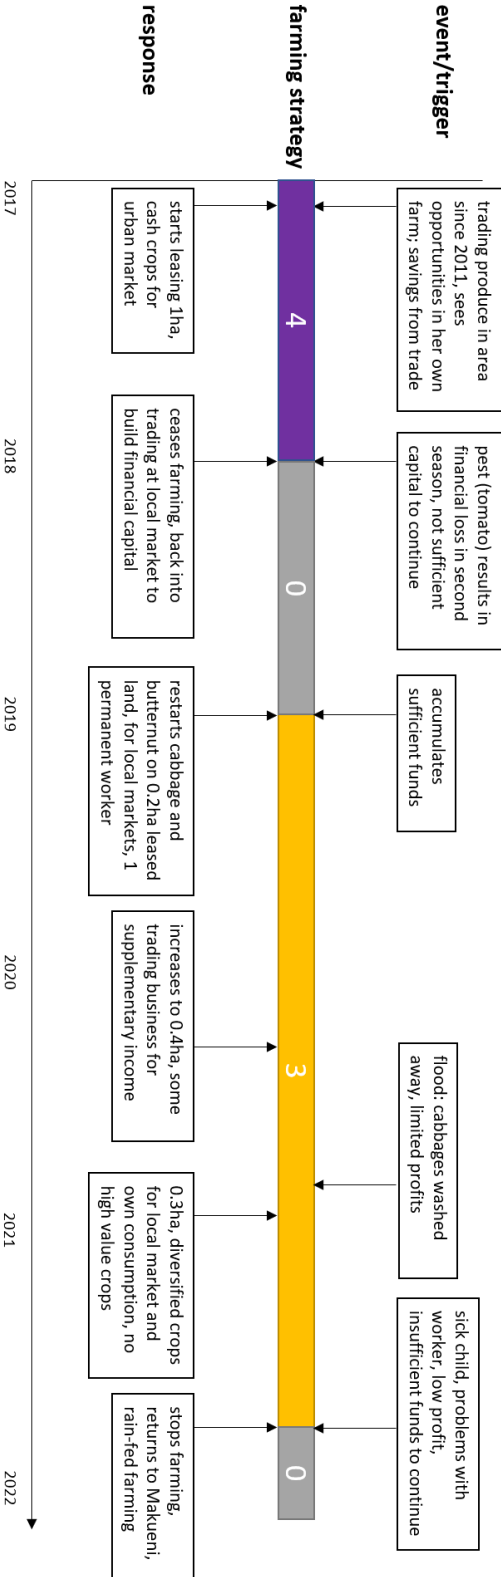 event/trigger
trading produce in area
since 2011, sees
opportunities in her own
farm; savings from trade
pest (tomato) results in
financial loss in second
season, not sufficient
capital to continue
accumulates
sufficient funds
flood: cabbages washed
away, limited profits
sick child, problems with
worker, low profit,
insufficient funds to continue
farming strategy
4
0
3
0
response
starts leasing 1ha,
cash crops for
urban market
ceases farming, back into
trading at local market to
build financial capital
restarts cabbage and
butternut on 0.2ha leased
land, for local markets, 1
permanent worker
increases to 0.4ha, some
trading business for
supplementary income
0.3ha, diversified crops
for local market and
own consumption, no
high value crops
stops farming,
returns to Makueni,
rain-fed farming
2017
2018
2019
2020
2021
2022